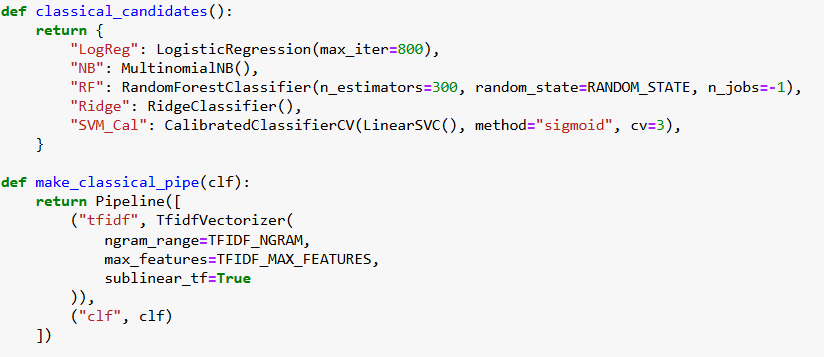 def classical_candidates():
    return {
        "LogReg": LogisticRegression(max_iter=800),
        "NB": MultinomialNB(),
        "RF": RandomForestClassifier(n_estimators=300, random_state=RANDOM_STATE, n_jobs=-1),
        "Ridge": RidgeClassifier(),
        "SVM_Cal": CalibratedClassifierCV(LinearSVC(), method="sigmoid", cv=3),
    }

def make_classical_pipe(clf):
    return Pipeline([
        ("tfidf", TfidfVectorizer(
            ngram_range=TFIDF_NGRAM,
            max_features=TFIDF_MAX_FEATURES,
            sublinear_tf=True
        )),
        ("clf", clf)
    ])